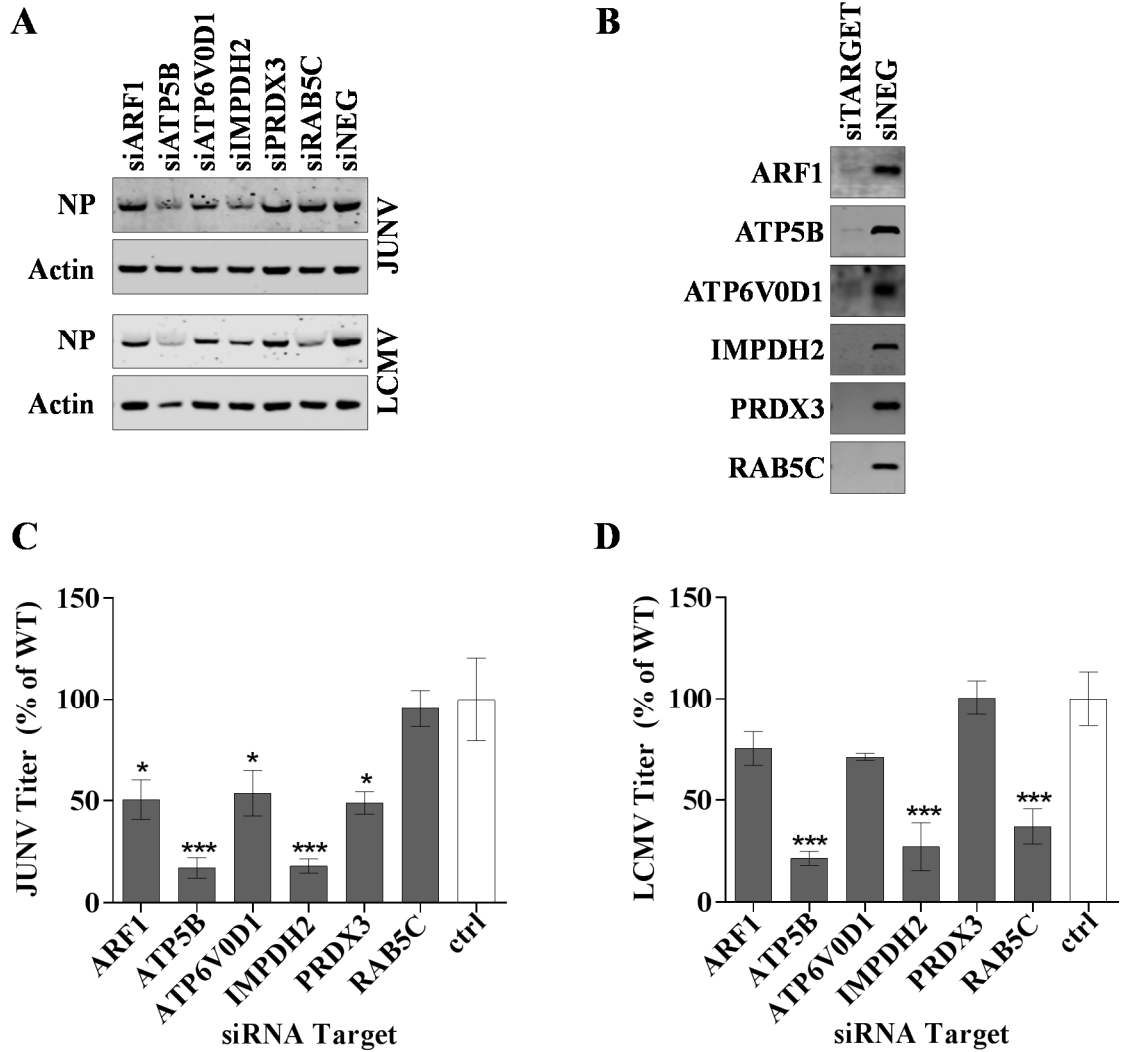 A
siARF1
siATP5B
siATP6V0D1
siIMPDH2
siPRDX3
siRAB5C
siNEG
NP
Actin
JUNV
NP
Actin
LCMV
B
siTARGET
siNEG
ARF1
ATP5B
ATP6V0D1
IMPDH2
PRDX3
RAB5C
C
JUNV Titer (% of WT)
150
100
50
0
*
***
*
***
*
ARF1
ATP5B
ATP6V0D1
IMPDH2
PRDX3
RAB5C
ctrl
siRNA Target
D
LCMV Titer (% of WT)
150
100
50
0
***
***
***
ARF1
ATP5B
ATP6V0D1
IMPDH2
PRDX3
RAB5C
ctrl
siRNA Target